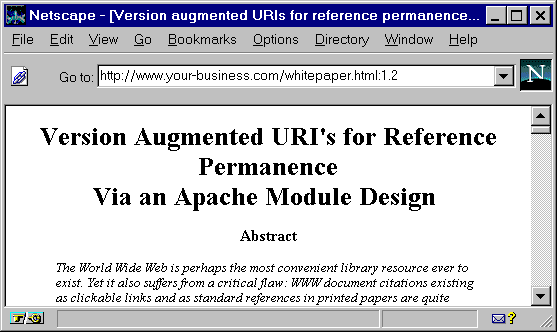 Netscape - [Version augmented URIs for reference permanence...
File Edit View Go Bookmarks Options Directory Window Help
Go to: http://www.your-business.com/whitepaper.html:1.2
N
Version Augmented URI's for Reference
Permanence
Via an Apache Module Design
Abstract
The World Wide Web is perhaps the most convenient library resource ever to
exist. Yet it also suffers from a critical flaw: WWW document citations existing
as clickable links and as standard references in printed papers are quite
?